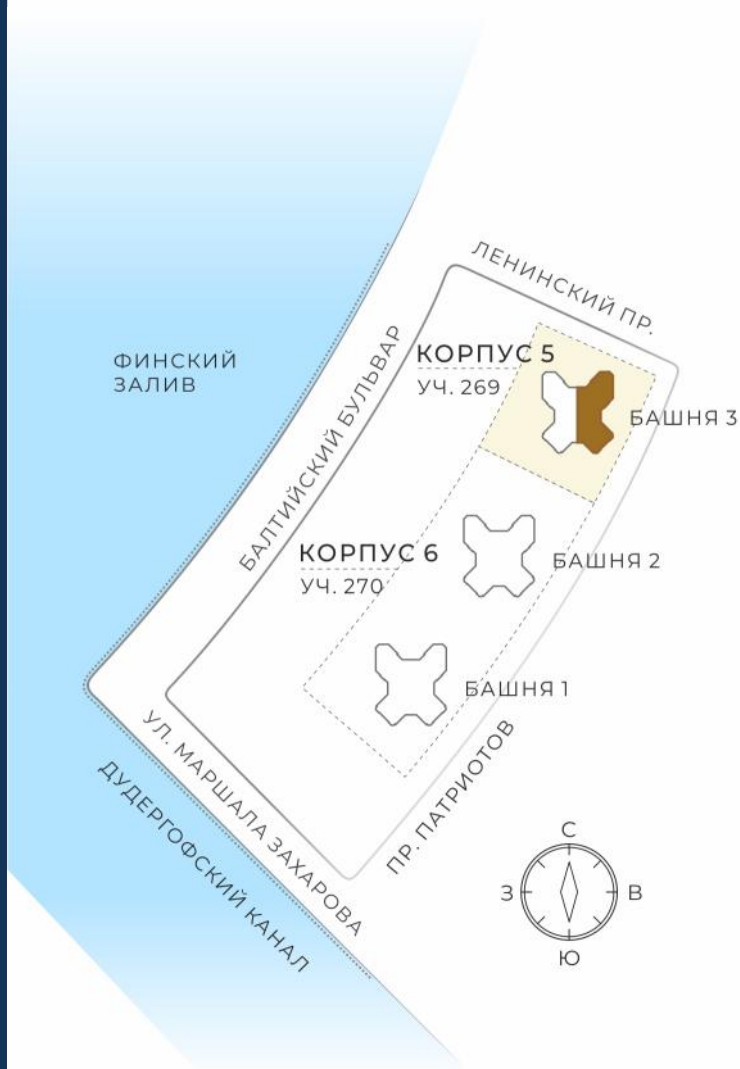 ЛЕНИНСКИЙ ПР.
ФИНСКИЙ
ЗАЛИВ
БАЛТИЙСКИЙ БУЛЬВАР
КОРПУС 5
УЧ. 269
БАШНЯ 3
КОРПУС 6
УЧ. 270
БАШНЯ 2
БАШНЯ 1
УЛ. МАРШАЛА ЗАХАРОВА
ДУДЕРГОФСКИЙ КАНАЛ
ПР. ПАТРИОТОВ
С
З
В
Ю